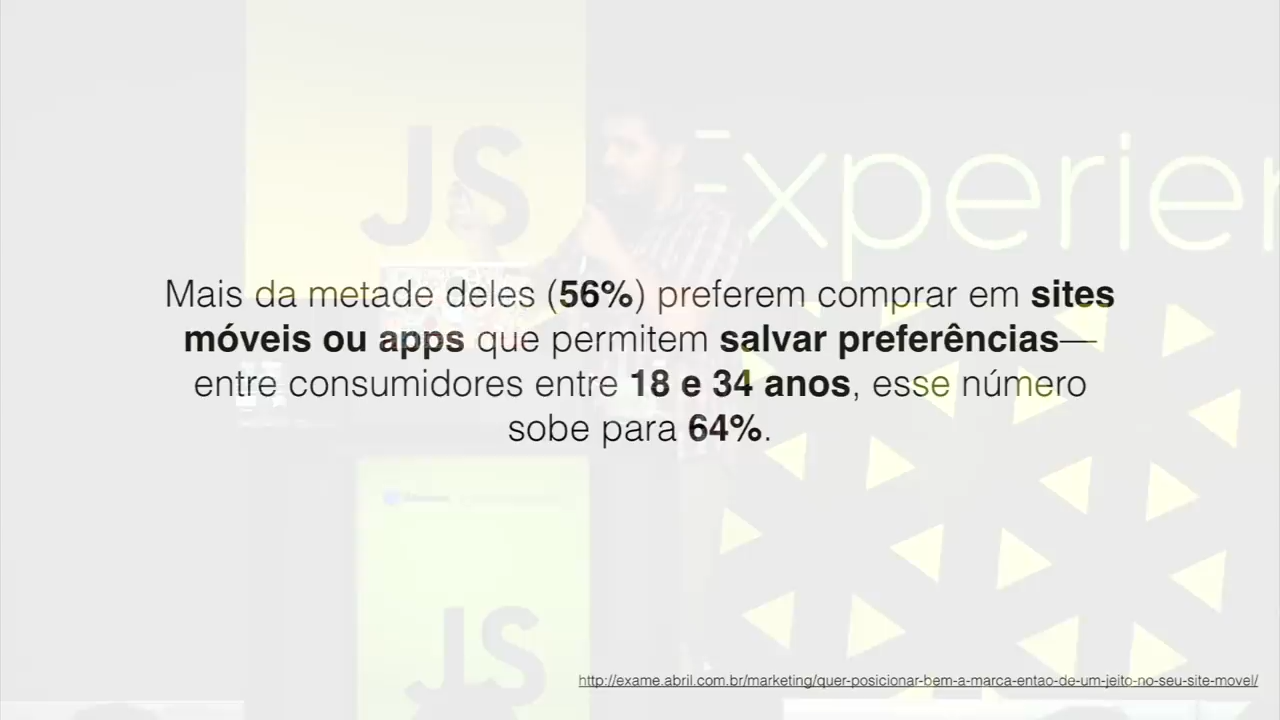 JS
Experier
Mais da metade deles (56%) preferem comprar em sites
móveis ou apps que permitem salvar preferências—
entre consumidores entre 18 e 34 anos, esse número
sobe para 64%.
JS
http://exame.abril.com.br/marketing/quer-posicionar-bem-a-marca-entao-de-um-jeito-no-seu-site-movel/